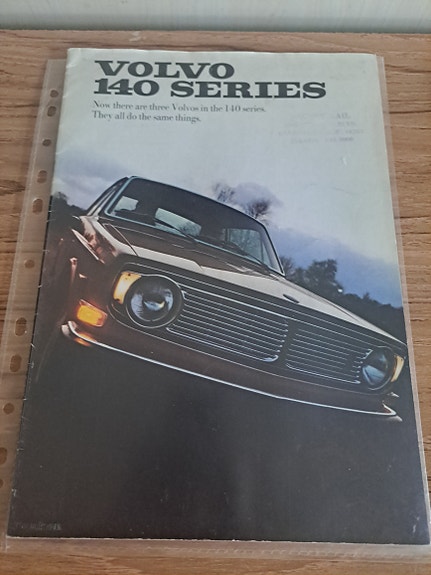 VOLVO
140 SERIES
Now there are three Volvos in the 140 series.
They all do the same things.